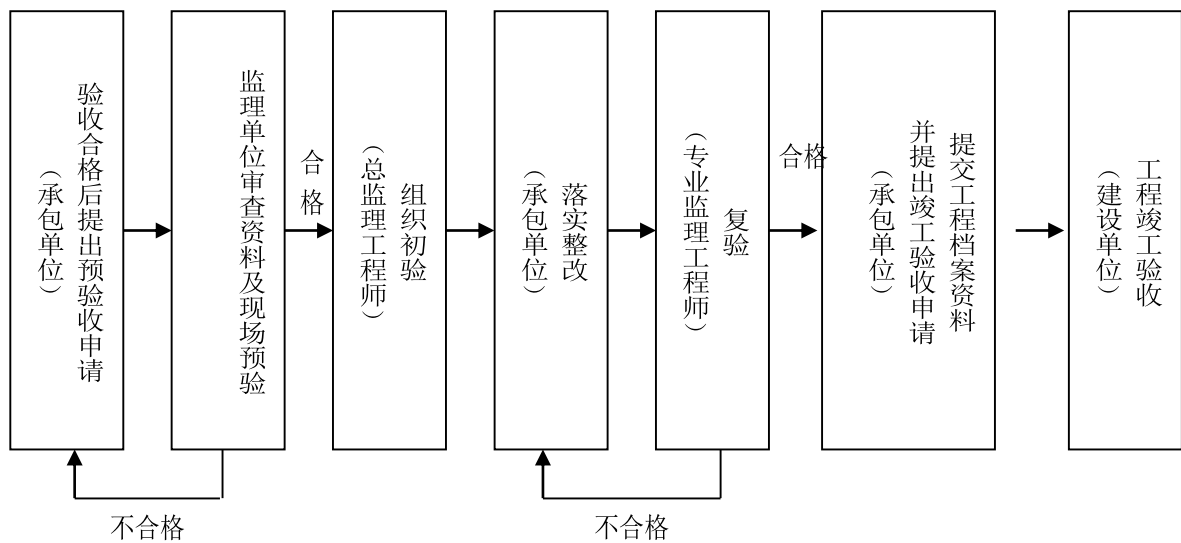 验收合格后提出预验收申请
（承包单位）
监理单位审查资料及现场预验
合格
组织初验
（总监理工程师）
落实整改
（承包单位）
复验
（专业监理工程师）
合格
提交工程档案资料
并提出竣工验收申请
（承包单位）
工程竣工验收
（建设单位）
不合格
不合格